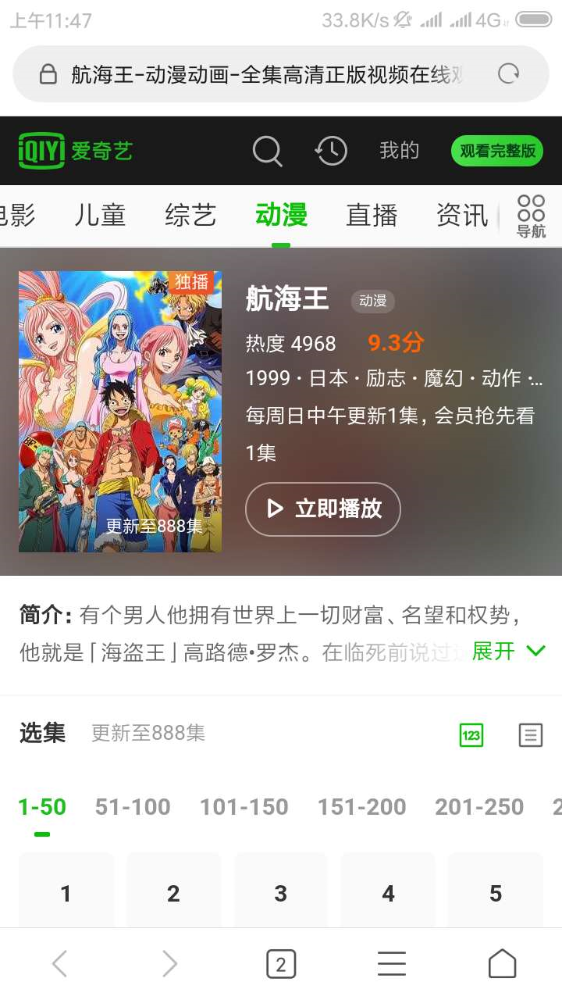 上午11:47 33.8K/s 4G
航海王-动漫动画-全集高清正版视频在线观
iQIYI 爱奇艺 我的 观看完整版
电影 儿童 综艺 动漫 直播 资讯 导航
独播
更新至888集
航海王 动漫
热度 4968 9.3分
1999 · 日本 · 励志 · 魔幻 · 动作 ·...
每周日中午更新1集, 会员抢先看
1集
立即播放
简介: 有个男人他拥有世界上一切财富、名望和权势,
他就是「海盗王」高路德•罗杰。在临死前说过这 展开
选集 更新至888集 123
1-50 51-100 101-150 151-200 201-250 2
1 2 3 4 5
2